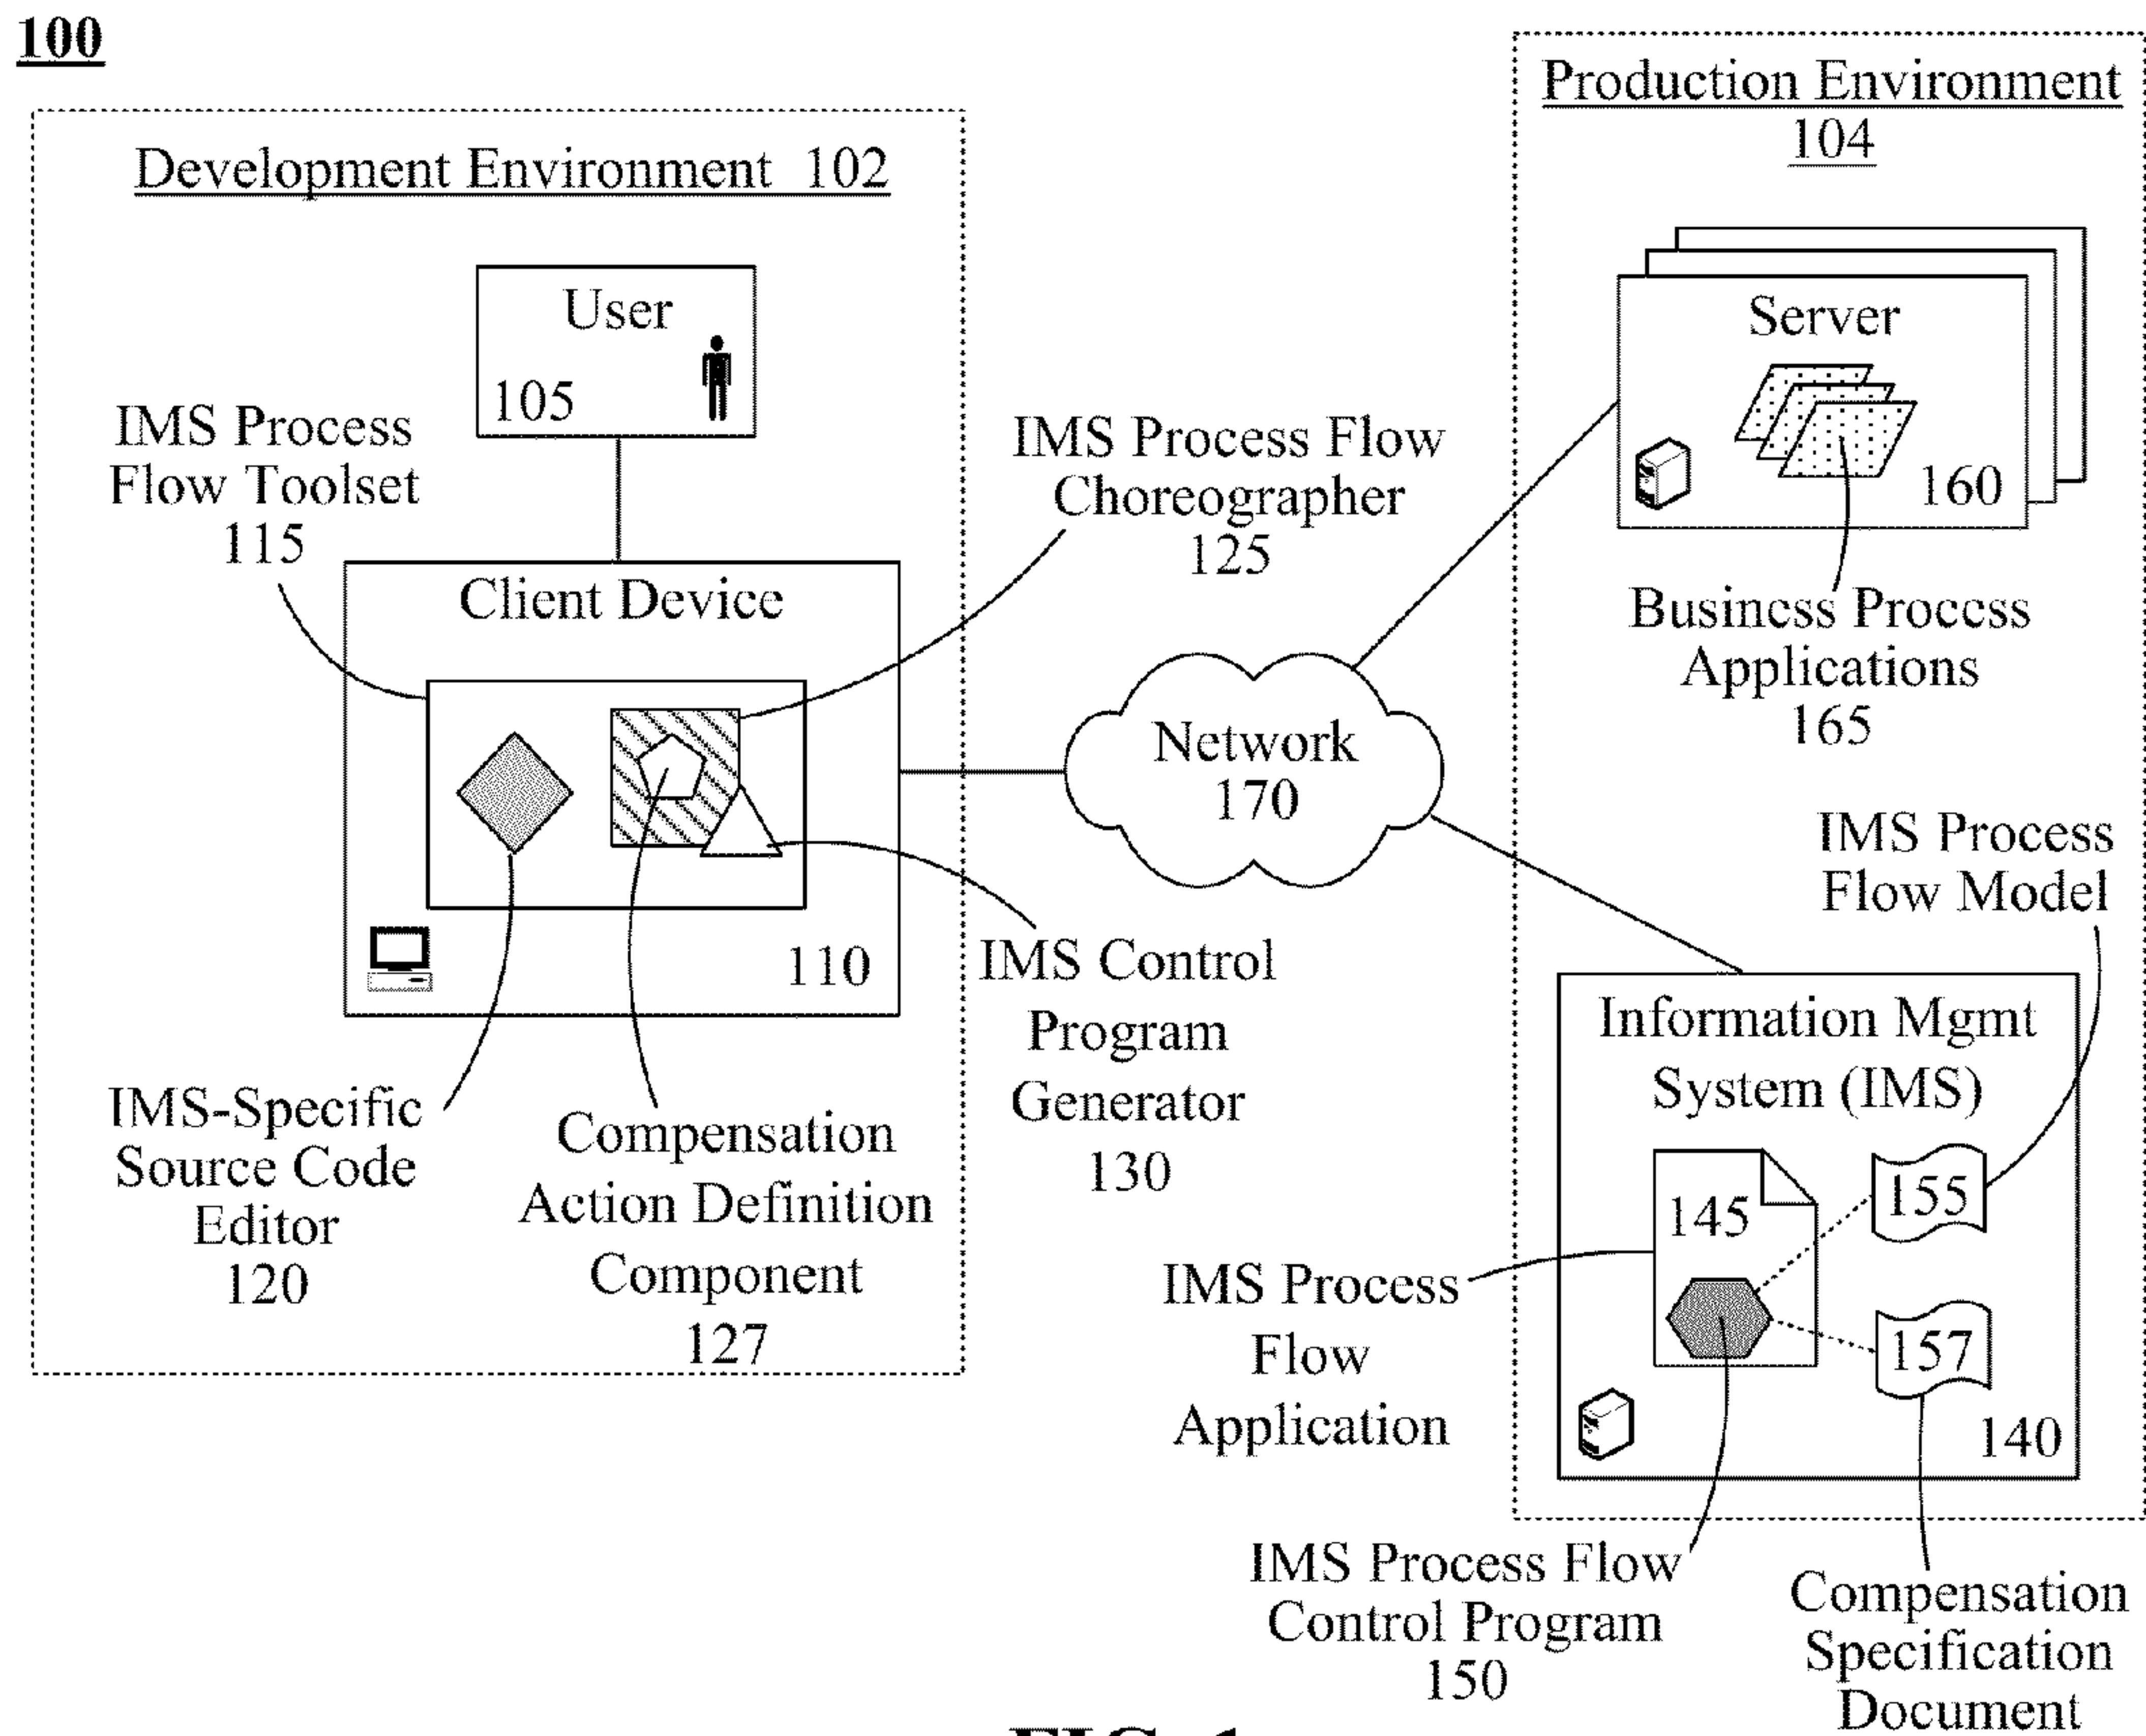 100
Development Environment 102
User
105
IMS Process
Flow Toolset
115
Client Device
110
IMS-Specific
Source Code
Editor
120
Compensation
Action Definition
Component
127
IMS Process Flow
Choreographer
125
IMS Control
Program
Generator
130
Network
170
Production Environment
104
Server
160
Business Process
Applications
165
IMS Process
Flow Model
Information Mgmt
System (IMS)
145
155
157
140
IMS Process
Flow
Application
IMS Process Flow
Control Program
150
Compensation
Specification
Document